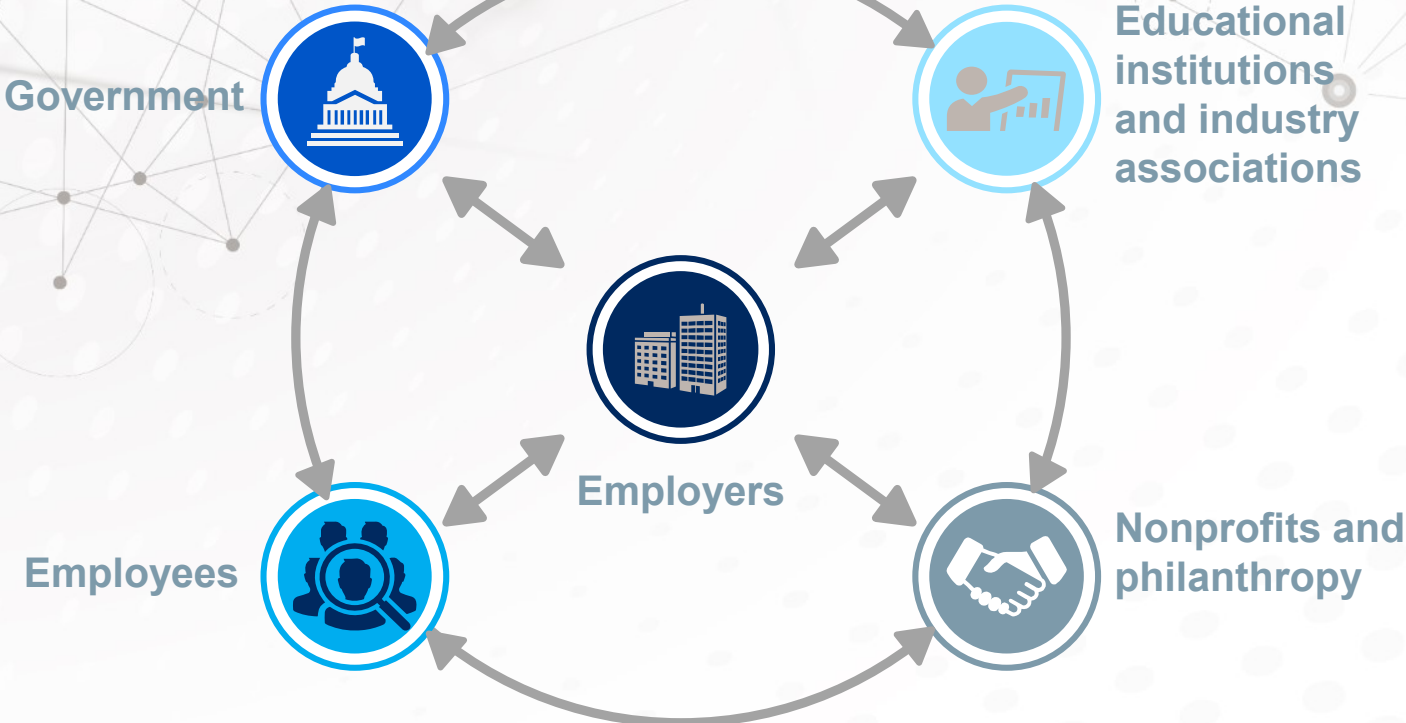 Government
Educational
institutions
and industry
associations
Employers
Employees
Nonprofits and
philanthropy